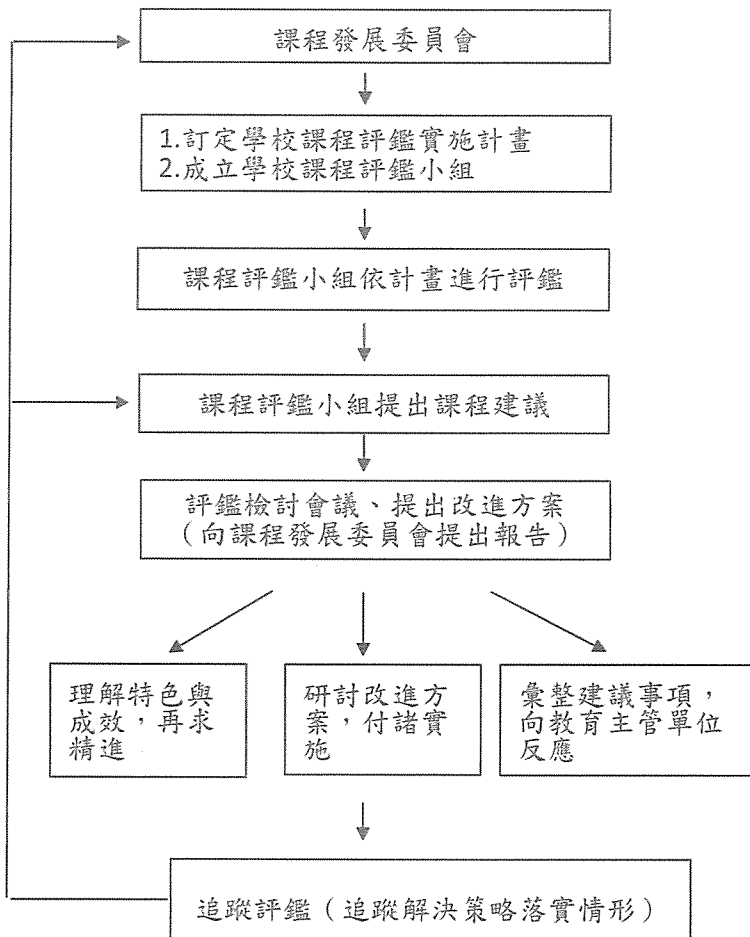 課程發展委員會
1.訂定學校課程評鑑實施計畫
2.成立學校課程評鑑小組
課程評鑑小組依計畫進行評鑑
課程評鑑小組提出課程建議
評鑑檢討會議、提出改進方案
（向課程發展委員會提出報告）
理解特色與
成效，再求
精進
研討改進方
案，付諸實
施
彙整建議事項，
向教育主管單位
反應
追蹤評鑑（追蹤解決策略落實情形）